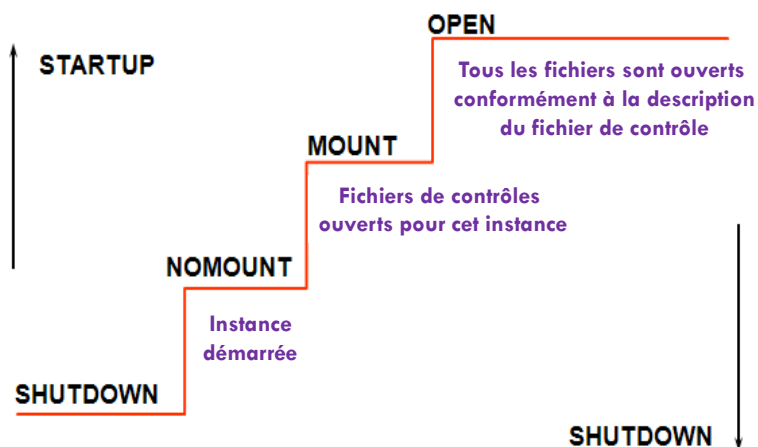 OPEN
STARTUP
Tous les fichiers sont ouverts
conformément à la description
du fichier de contrôle
MOUNT
Fichiers de contrôles
ouverts pour cet instance
NOMOUNT
Instance
démarrée
SHUTDOWN
SHUTDOWN